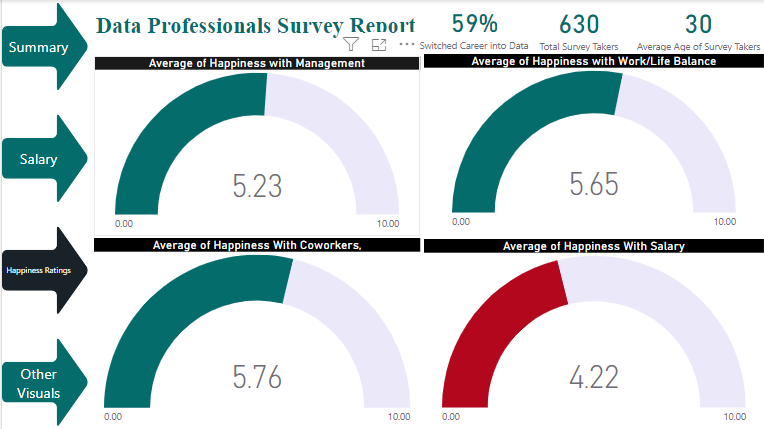 Data Professionals Survey Report
59%
Switched Career into Data
630
Total Survey Takers
30
Average Age of Survey Takers
Summary
Salary
Happiness Ratings
Other
Visuals
Average of Happiness with Management
5.23
0.00
10.00
Average of Happiness with Work/Life Balance
5.65
0.00
10.00
Average of Happiness With Coworkers,
5.76
0.00
10.00
Average of Happiness With Salary
4.22
0.00
10.00